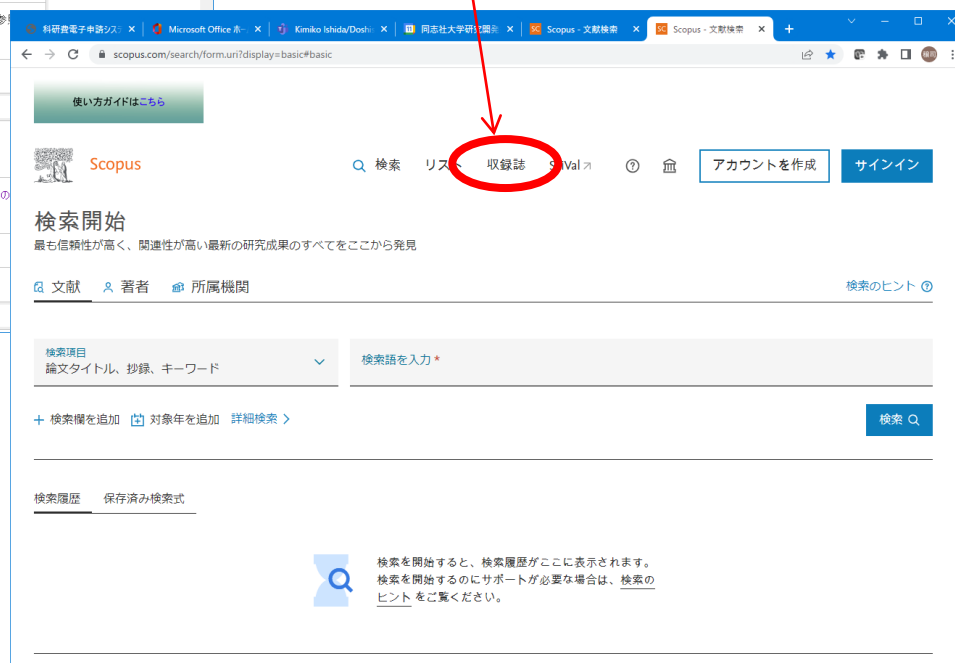 科研費電子申請シス
Microsoft Office ホー
Kimiko Ishida/Doshi
同志社大学研究開発
Scopus - 文献検索
Scopus - 文献検索
scopus.com/search/form.uri?display=basic#basic
使い方ガイドはこちら
Scopus
検索
リスト
収録誌
SciVal
アカウントを作成
サインイン
検索開始
最も信頼性が高く、関連性が高い最新の研究成果のすべてをここから発見
文献
著者
所属機関
検索のヒント
検索項目
論文タイトル、抄録、キーワード
検索語を入力 *
検索欄を追加
対象年を追加
詳細検索
検索
検索履歴
保存済み検索式
検索を開始すると、検索履歴がここに表示されます。
検索を開始するのにサポートが必要な場合は、検索の
ヒント をご覧ください。